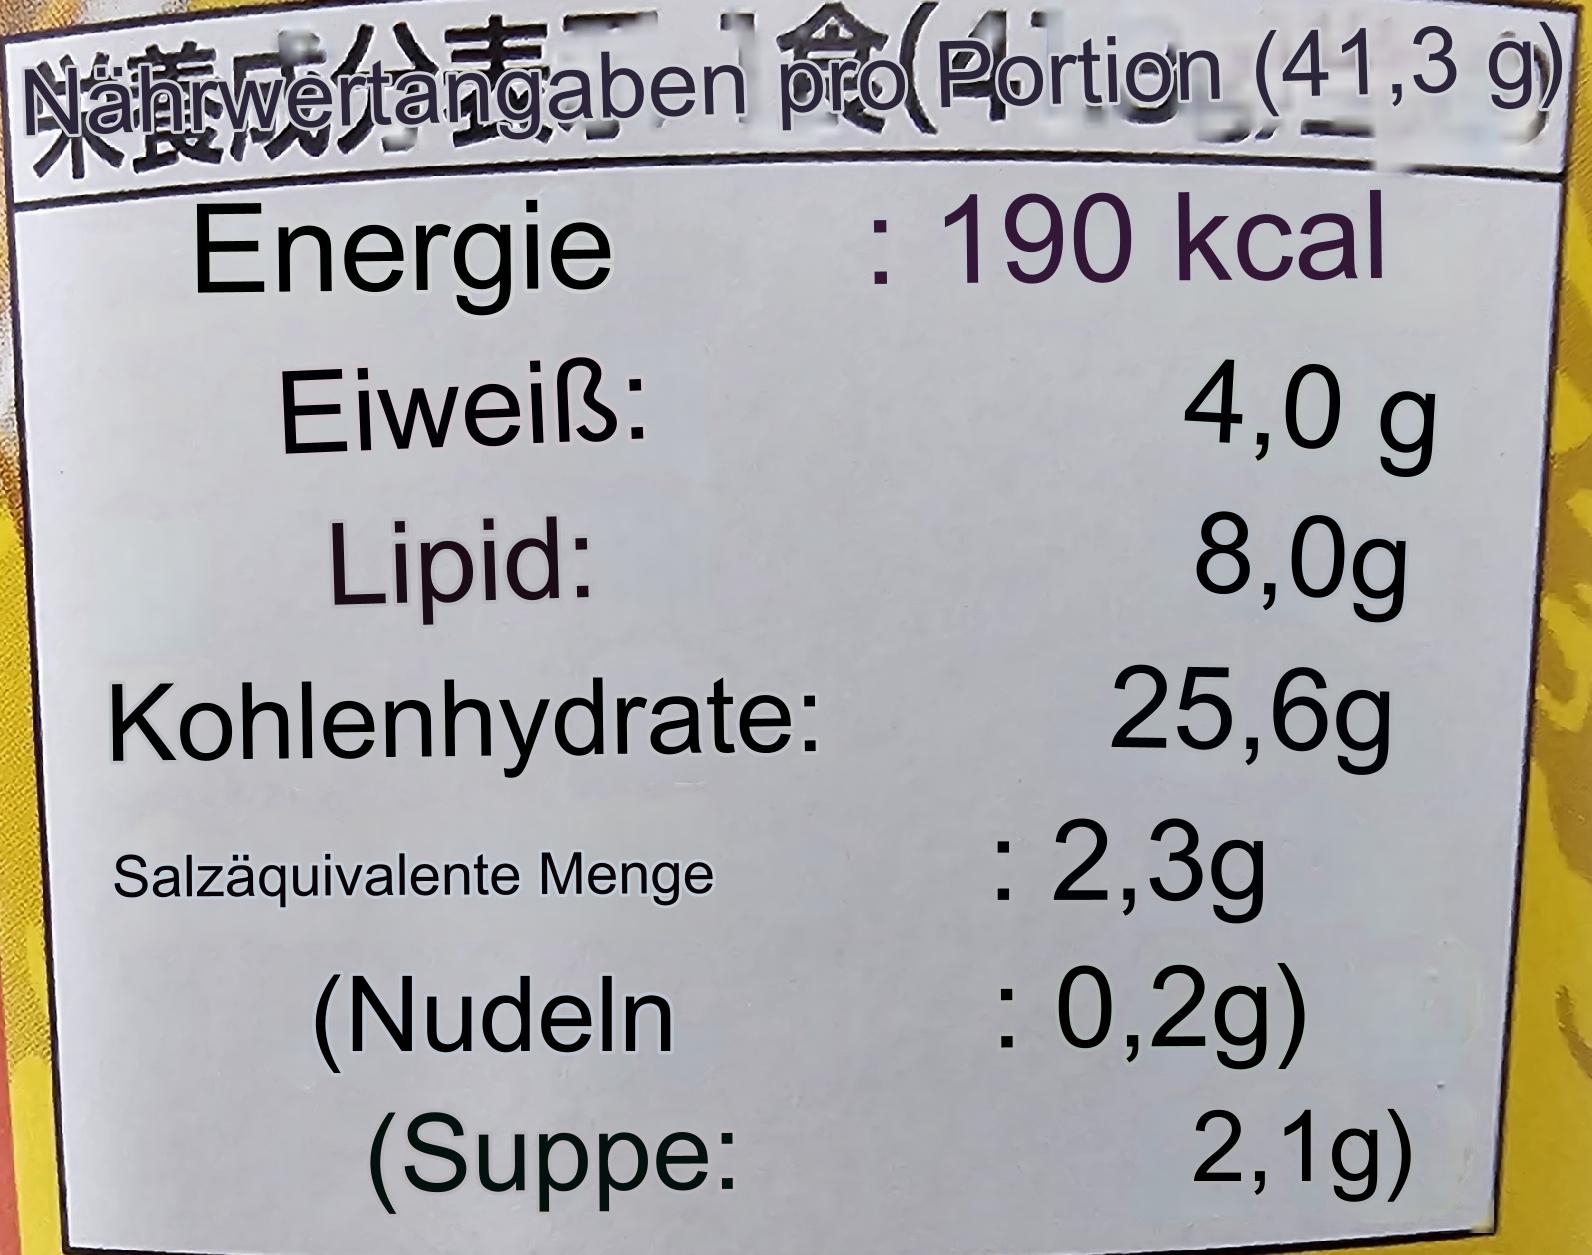 Nährwertangaben pro Portion (41,3 g)
Energie : 190 kcal
Eiweiß: 4,0 g
Lipid: 8,0g
Kohlenhydrate: 25,6g
Salzäquivalente Menge : 2,3g
(Nudeln : 0,2g)
(Suppe: 2,1g)